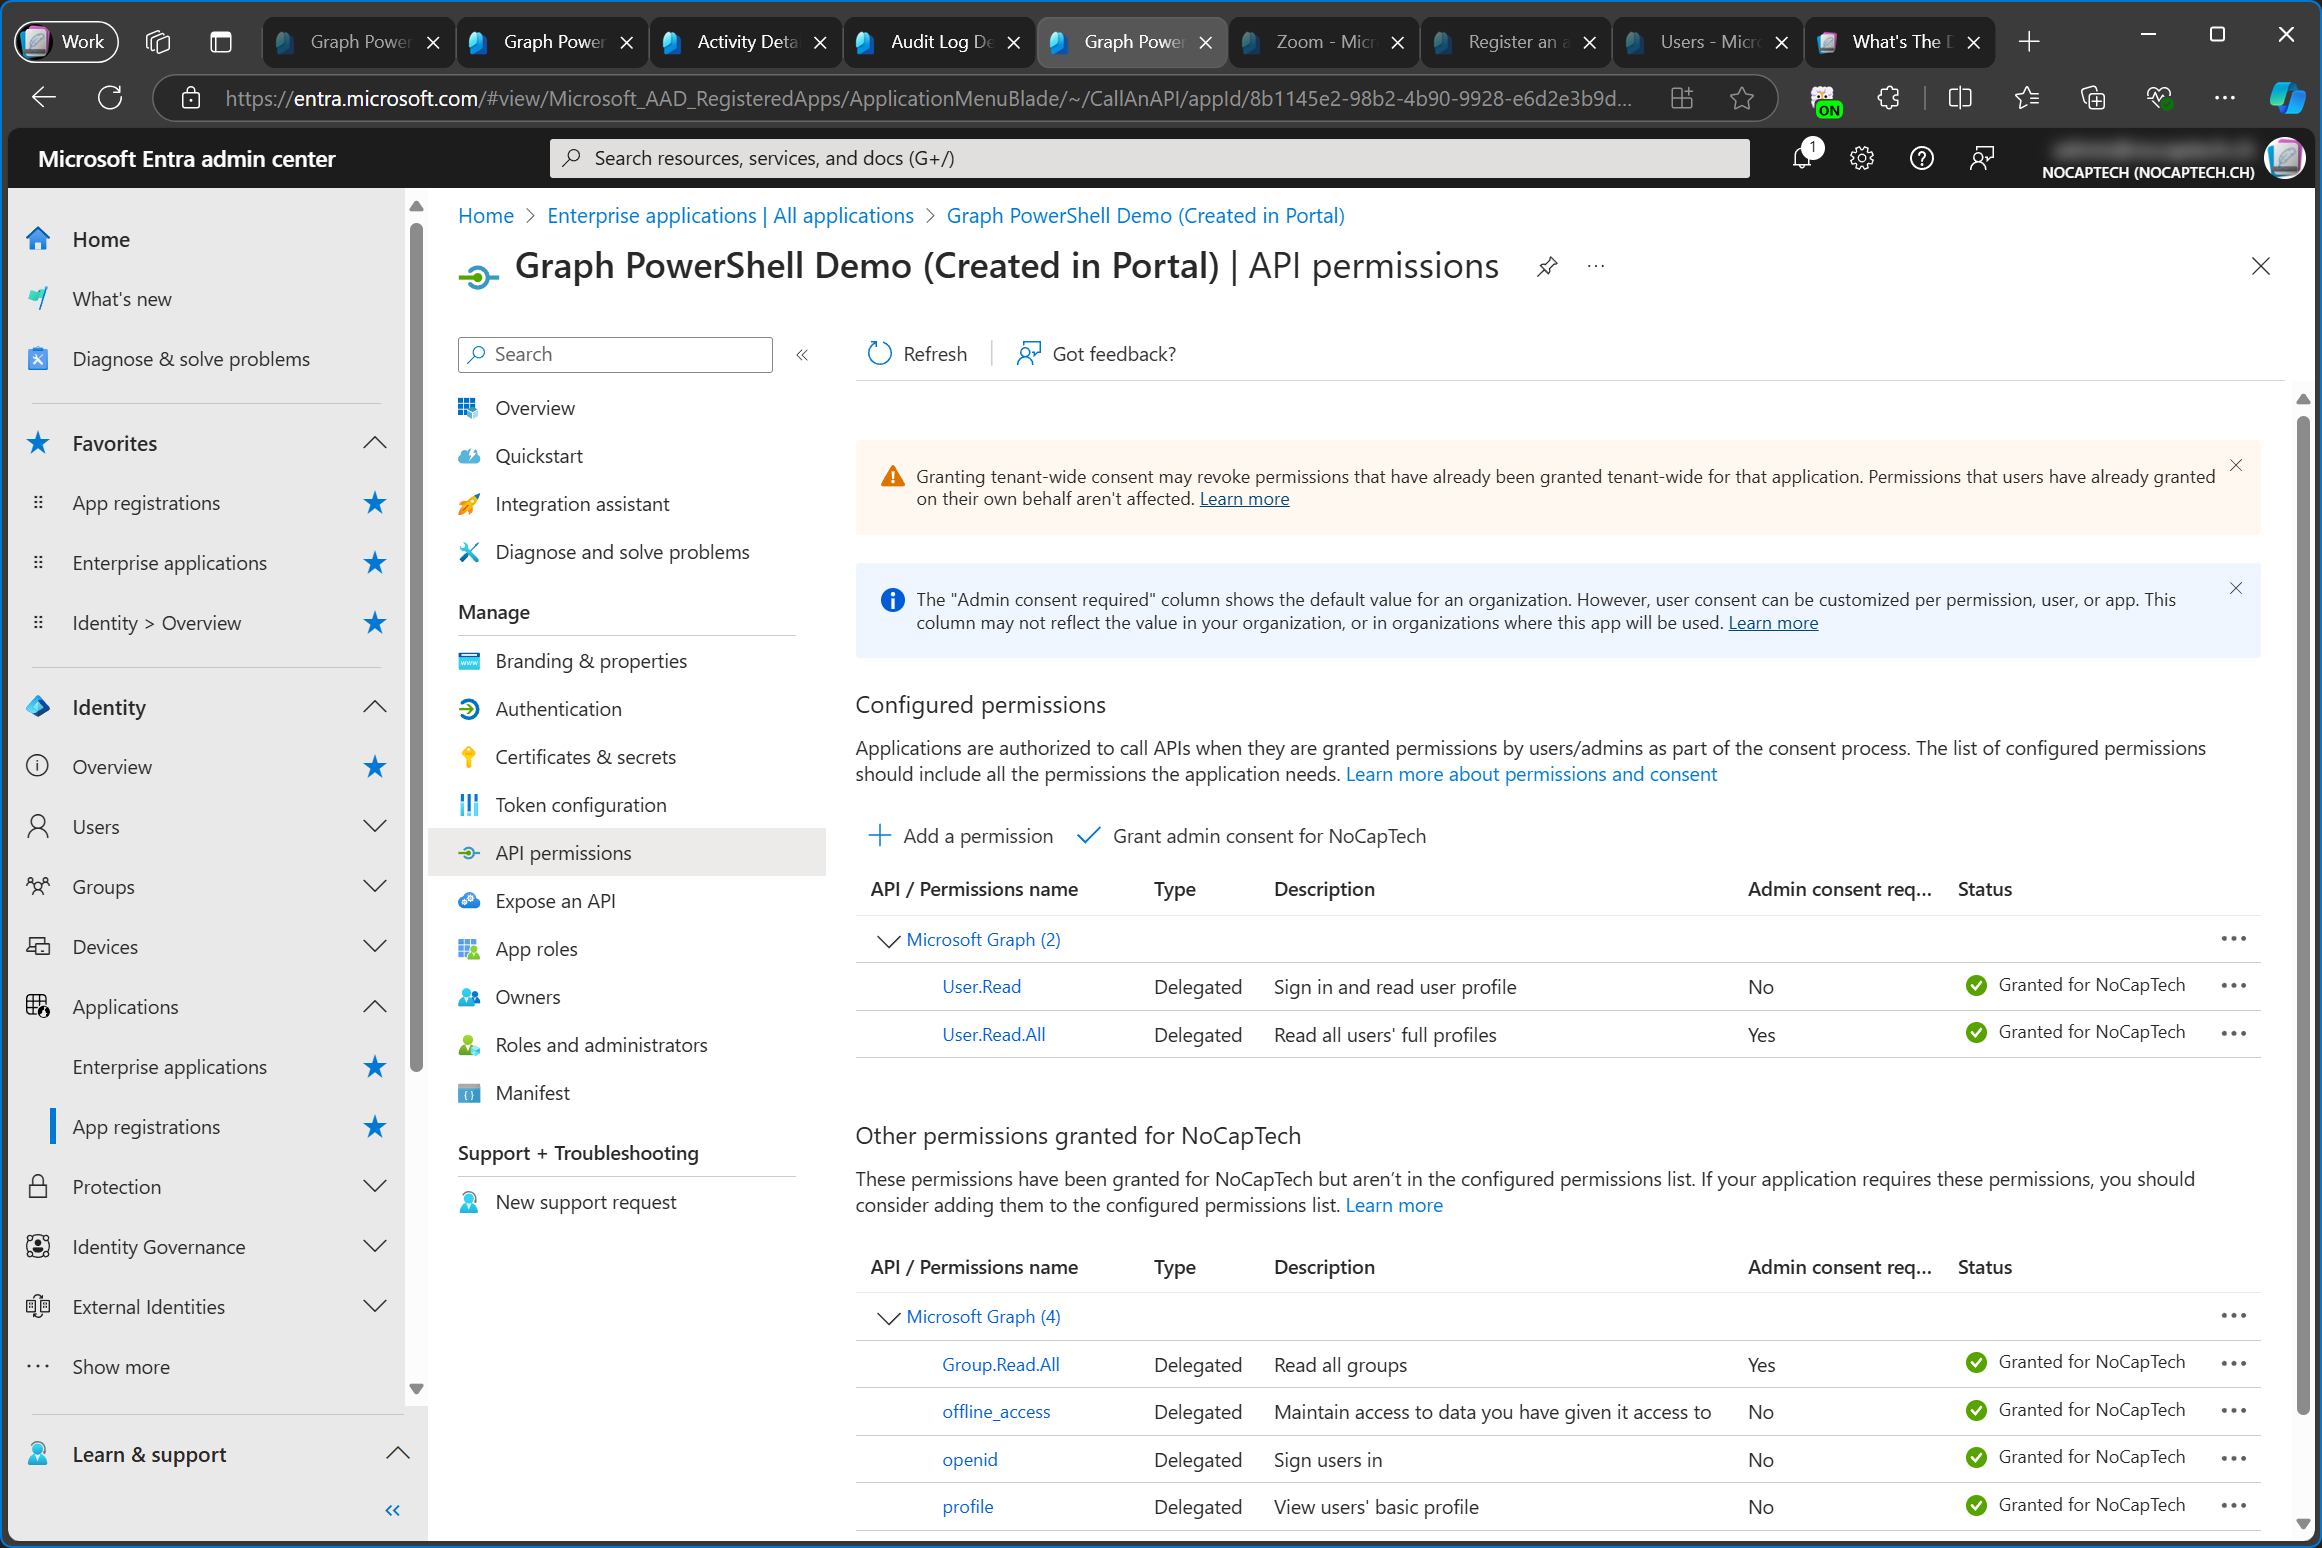 Work
Graph Power
Graph Power
Activity Deta
Audit Log De
Graph Power
Zoom - Micr
Register an a
Users - Micr
What's The D
https://entra.microsoft.com/#view/Microsoft_AAD_RegisteredApps/ApplicationMenuBlade/~/CallAnAPI/appId/8b1145e2-98b2-4b90-9928-e6d2e3b9d...
ON
Microsoft Entra admin center
Search resources, services, and docs (G+/)
1
NOCAPTECH (NOCAPTECH.CH)
Home
What's new
Diagnose & solve problems
Favorites
App registrations
Enterprise applications
Identity > Overview
Identity
Overview
Users
Groups
Devices
Applications
Enterprise applications
App registrations
Protection
Identity Governance
External Identities
Show more
Learn & support
Home > Enterprise applications | All applications > Graph PowerShell Demo (Created in Portal)
Graph PowerShell Demo (Created in Portal) | API permissions
Search
Overview
Quickstart
Integration assistant
Diagnose and solve problems
Manage
Branding & properties
Authentication
Certificates & secrets
Token configuration
API permissions
Expose an API
App roles
Owners
Roles and administrators
Manifest
Support + Troubleshooting
New support request
Refresh
Got feedback?
Granting tenant-wide consent may revoke permissions that have already been granted tenant-wide for that application. Permissions that users have already granted
on their own behalf aren't affected. Learn more
The "Admin consent required" column shows the default value for an organization. However, user consent can be customized per permission, user, or app. This
column may not reflect the value in your organization, or in organizations where this app will be used. Learn more
Configured permissions
Applications are authorized to call APIs when they are granted permissions by users/admins as part of the consent process. The list of configured permissions
should include all the permissions the application needs. Learn more about permissions and consent
Add a permission
Grant admin consent for NoCapTech
API / Permissions name Type Description Admin consent req... Status
Microsoft Graph (2)
User.Read Delegated Sign in and read user profile No Granted for NoCapTech
User.Read.All Delegated Read all users' full profiles Yes Granted for NoCapTech
Other permissions granted for NoCapTech
These permissions have been granted for NoCapTech but aren’t in the configured permissions list. If your application requires these permissions, you should
consider adding them to the configured permissions list. Learn more
API / Permissions name Type Description Admin consent req... Status
Microsoft Graph (4)
Group.Read.All Delegated Read all groups Yes Granted for NoCapTech
offline_access Delegated Maintain access to data you have given it access to No Granted for NoCapTech
openid Delegated Sign users in No Granted for NoCapTech
profile Delegated View users' basic profile No Granted for NoCapTech